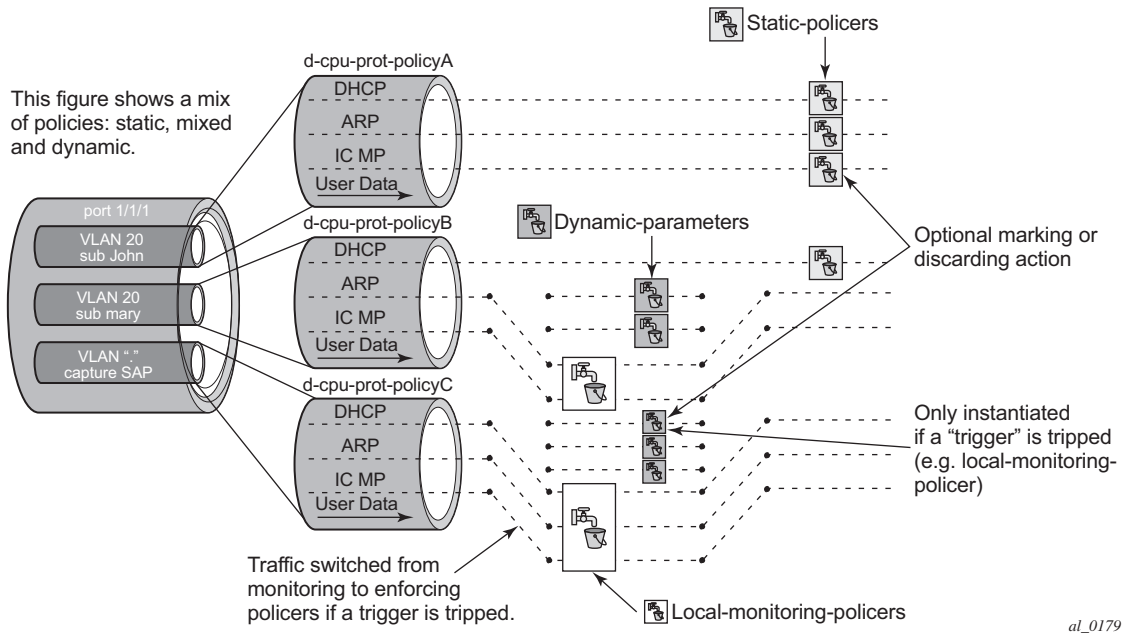 Static-policers
d-cpu-prot-policyA
DHCP
ARP
IC MP
User Data
This figure shows a mix
of policies: static, mixed
and dynamic.
port 1/1/1
VLAN 20
sub John
VLAN 20
sub mary
VLAN “.”
capture SAP
d-cpu-prot-policyB
DHCP
ARP
IC MP
User Data
Dynamic-parameters
Optional marking or
discarding action
d-cpu-prot-policyC
DHCP
ARP
IC MP
User Data
Only instantiated
if a “trigger” is tripped
(e.g. local-monitoring-
policer)
Traffic switched from
monitoring to enforcing
policers if a trigger is tripped.
Local-monitoring-policers
al_0179